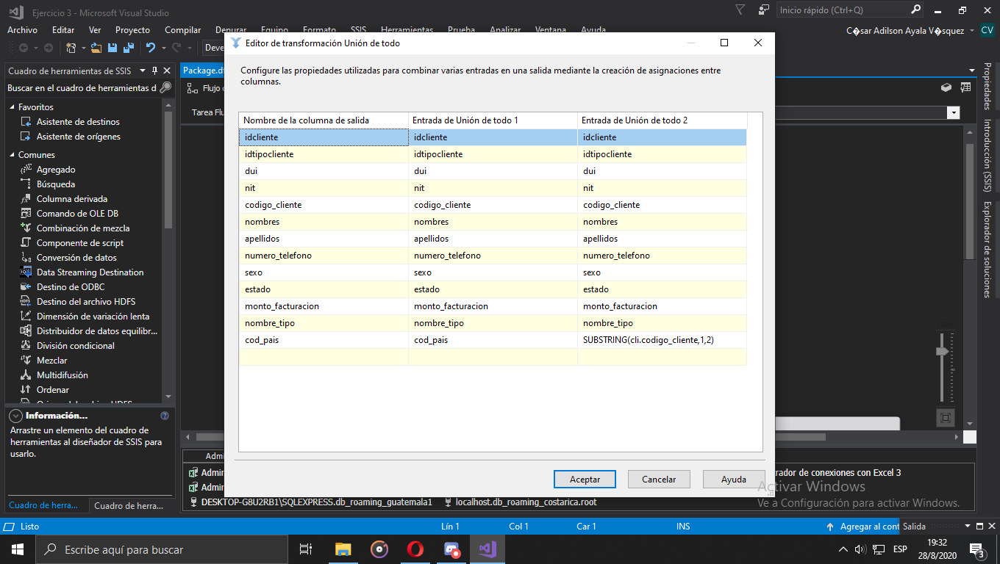 Ejercicio 3 - Microsoft Visual Studio
Inicio rápido (Ctrl+Q)
Archivo Editar Ver Proyecto Compilar Depurar Equipo Formato SSIS Herramientas Prueba Analizar Ventana Ayuda
C�sar Adilson Ayala V�squez CV
Cuadro de herramientas de SSIS
Buscar en el cuadro de herramientas d
Favoritos
Asistente de destinos
Asistente de orígenes
Comunes
Agregado
Búsqueda
Columna derivada
Comando de OLE DB
Combinación de mezcla
Componente de script
Conversión de datos
Data Streaming Destination
Destino de ODBC
Destino del archivo HDFS
Dimensión de variación lenta
Distribuidor de datos equilibr...
División condicional
Mezclar
Multidifusión
Ordenar
Información...
Arrastre un elemento del cuadro de
herramientas al diseñador de SSIS para
usarlo.
Cuadro de herra... Cuadro de herra...
Package.d
Tarea Flu
Editor de transformación Unión de todo
Configure las propiedades utilizadas para combinar varias entradas en una salida mediante la creación de asignaciones entre
columnas.
Nombre de la columna de salida Entrada de Unión de todo 1 Entrada de Unión de todo 2
idcliente idcliente idcliente
idtipocliente idtipocliente idtipocliente
dui dui dui
nit nit nit
codigo_cliente codigo_cliente codigo_cliente
nombres nombres nombres
apellidos apellidos apellidos
numero_telefono numero_telefono numero_telefono
sexo sexo sexo
estado estado estado
monto_facturacion monto_facturacion monto_facturacion
nombre_tipo nombre_tipo nombre_tipo
cod_pais cod_pais SUBSTRING(cli.codigo_cliente,1,2)
Aceptar Cancelar Ayuda
Propiedades
Introducción (SSIS)
Explorador de soluciones
rador de conexiones con Excel 3
DESKTOP-G8U2RB1\SQLEXPRESS.db_roaming_guatemala1 localhost.db_roaming_costarica.root
Activar Windows
Ve a Configuración para activar Windows.
Listo Lín 1 Col 1 Car 1 INS Agregar al cont Salida
Escribe aquí para buscar
ESP
19:32
28/8/2020
3